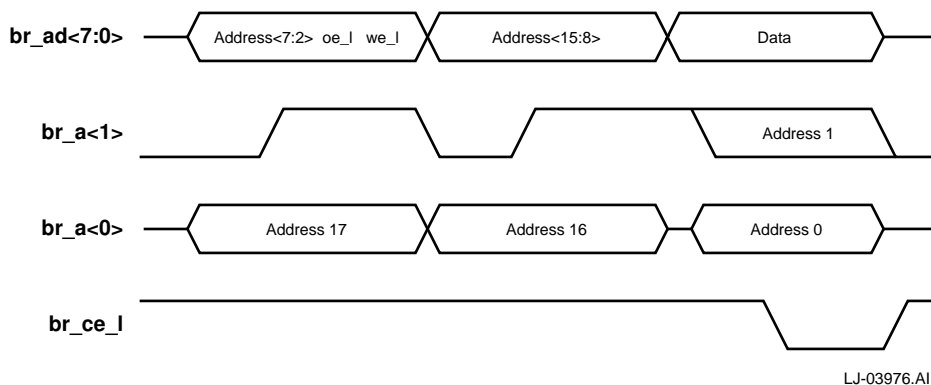 br_ad<7:0> Address<7:2> oe_l we_l Address<15:8> Data
br_a<1> Address 1
br_a<0> Address 17 Address 16 Address 0
br_ce_l
LJ-03976.AI